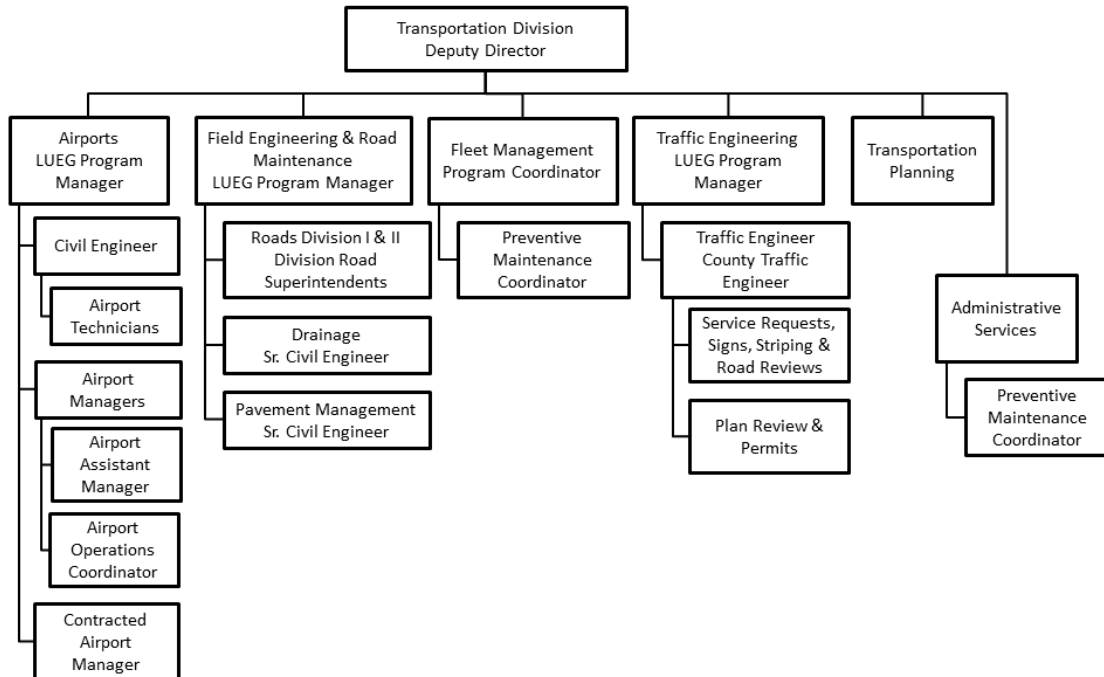 Transportation Division
Deputy Director
Airports
LUEG Program
Manager
Civil Engineer
Airport
Technicians
Airport
Managers
Airport
Assistant
Manager
Airport
Operations
Coordinator
Contracted
Airport
Manager
Field Engineering & Road
Maintenance
LUEG Program Manager
Roads Division I & II
Division Road
Superintendents
Drainage
Sr. Civil Engineer
Pavement Management
Sr. Civil Engineer
Fleet Management
Program Coordinator
Preventive
Maintenance
Coordinator
Traffic Engineering
LUEG Program
Manager
Traffic Engineer
County Traffic
Engineer
Service Requests,
Signs, Striping &
Road Reviews
Plan Review &
Permits
Transportation
Planning
Administrative
Services
Preventive
Maintenance
Coordinator